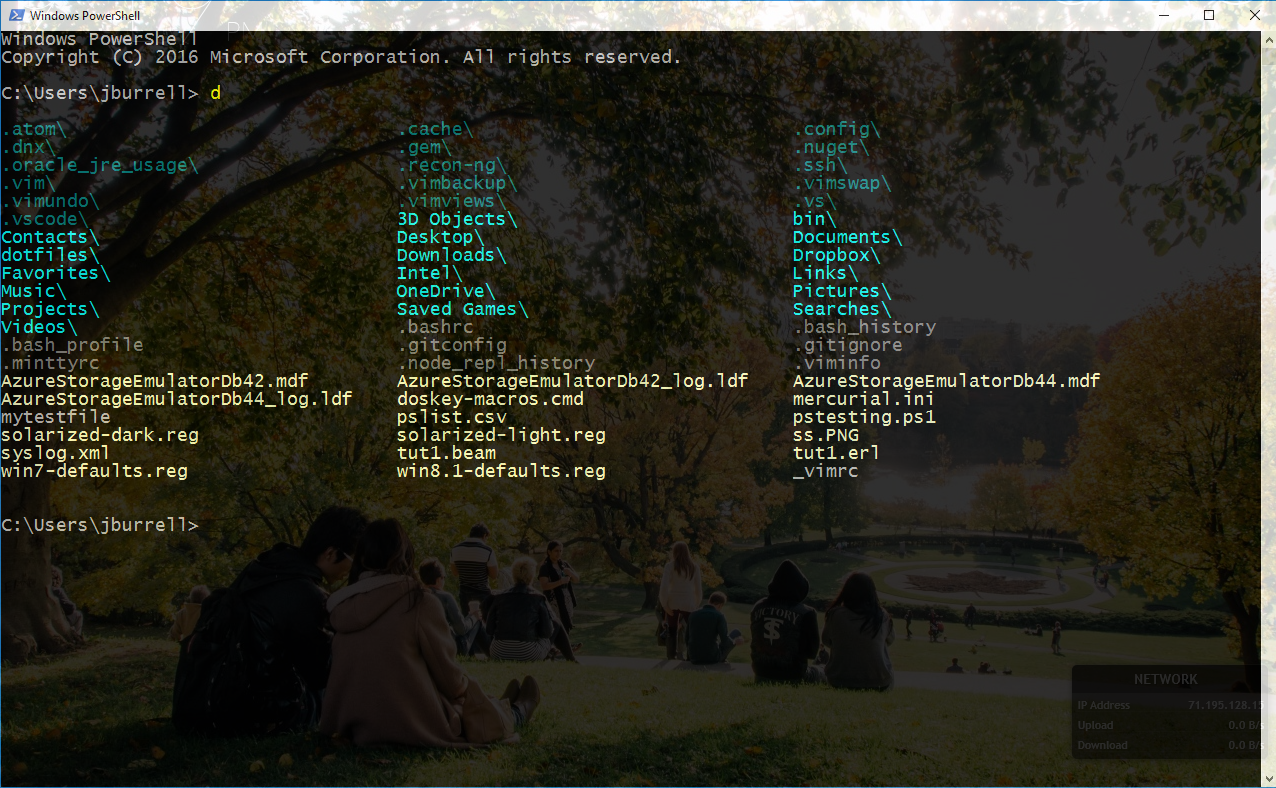 Windows PowerShell
Windows PowerShell
Copyright (C) 2016 Microsoft Corporation. All rights reserved.
C:\Users\jburrell> d
.atom\ .cache\ .config\
.dnx\ .gem\ .nuget\
.oracle_jre_usage\ .recon-ng\ .ssh\
.vim\ .vimbackup\ .vimswap\
.vimundo\ .vimviews\ .vs\
.vscode\ 3D Objects\ bin\
Contacts\ Desktop\ Documents\
dotfiles\ Downloads\ Dropbox\
Favorites\ Intel\ Links\
Music\ OneDrive\ Pictures\
Projects\ Saved Games\ Searches\
Videos\ .bashrc .bash_history
.bash_profile .gitconfig .gitignore
.minttyrc .node_repl_history .viminfo
AzureStorageEmulatorDb42.mdf AzureStorageEmulatorDb42_log.ldf AzureStorageEmulatorDb44.mdf
AzureStorageEmulatorDb44_log.ldf doskey-macros.cmd mercurial.ini
mytestfile pslist.csv pstesting.ps1
solarized-dark.reg solarized-light.reg ss.PNG
syslog.xml tut1.beam tut1.erl
win7-defaults.reg win8.1-defaults.reg _vimrc
C:\Users\jburrell>
VICTORY
$
NETWORK
IP Address 71.195.128.15
Upload 0.0 B/s
Download 0.0 B/s